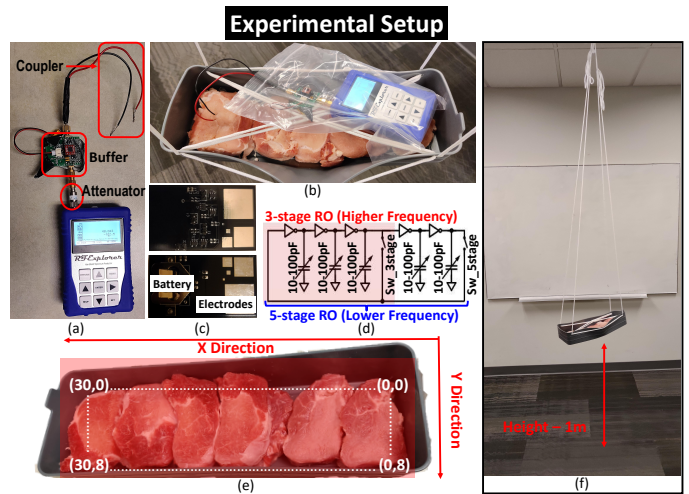 Experimental Setup
Coupler
Buffer
Attenuator
RF Explorer
(a)
(b)
Battery
Electrodes
(c)
3-stage RO (Higher Frequency)
10-100pF
10-100pF
10-100pF
Sw_3stage
10-100pF
10-100pF
Sw_5stage
5-stage RO (Lower Frequency)
(d)
X Direction
Y Direction
(30,0)
(0,0)
(30,8)
(0,8)
(e)
Height ~ 1m
(f)